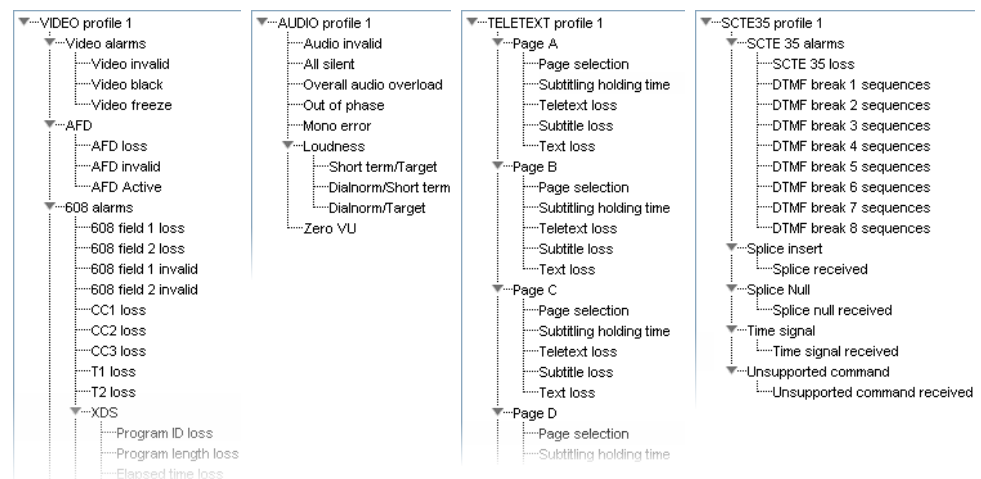 VIDEO profile 1
Video alarms
Video invalid
Video black
Video freeze
AFD
AFD loss
AFD invalid
AFD Active
608 alarms
608 field 1 loss
608 field 2 loss
608 field 1 invalid
608 field 2 invalid
CC1 loss
CC2 loss
CC3 loss
T1 loss
T2 loss
XDS
Program ID loss
Program length loss
Elapsed time loss
AUDIO profile 1
Audio invalid
All silent
Overall audio overload
Out of phase
Mono error
Loudness
Short term/Target
Dialnorm/Short term
Dialnorm/Target
Zero VU
TELETEXT profile 1
Page A
Page selection
Subtitling holding time
Teletext loss
Subtitle loss
Text loss
Page B
Page selection
Subtitling holding time
Teletext loss
Subtitle loss
Text loss
Page C
Page selection
Subtitling holding time
Teletext loss
Subtitle loss
Text loss
Page D
Page selection
Subtitling holding time
SCTE35 profile 1
SCTE 35 alarms
SCTE 35 loss
DTMF break 1 sequences
DTMF break 2 sequences
DTMF break 3 sequences
DTMF break 4 sequences
DTMF break 5 sequences
DTMF break 6 sequences
DTMF break 7 sequences
DTMF break 8 sequences
Splice insert
Splice received
Splice Null
Splice null received
Time signal
Time signal received
Unsupported command
Unsupported command received